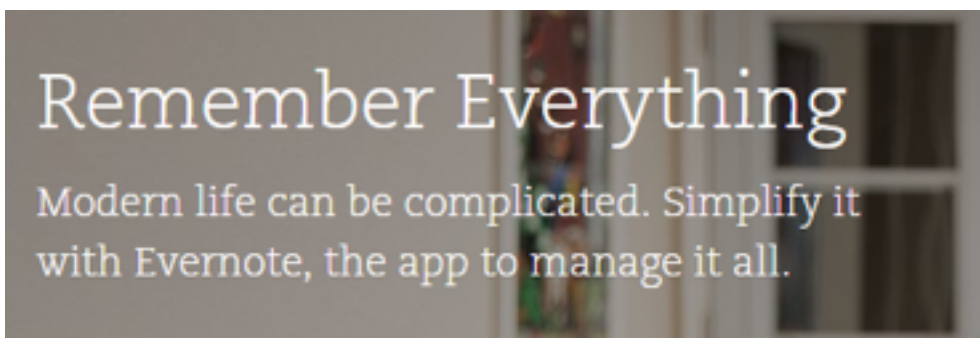 Remember Everything
Modern life can be complicated. Simplify it
with Evernote, the app to manage it all.